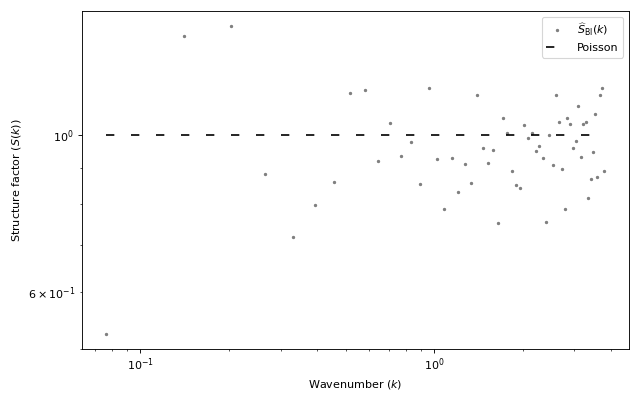 Ŝ_BI(k)
Poisson
Structure factor (S(k))
10⁰
6 × 10⁻¹
10⁻¹
10⁰
Wavenumber (k)